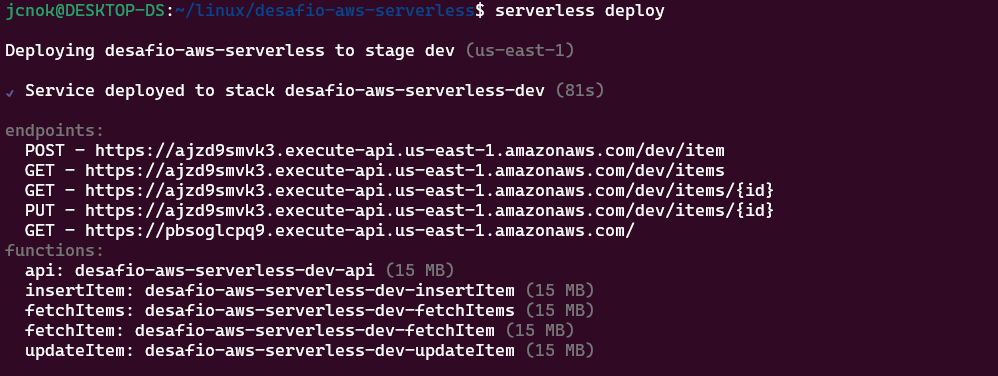 jcnok@DESKTOP-DS:~/linux/desafio-aws-serverless$ serverless deploy
Deploying desafio-aws-serverless to stage dev (us-east-1)
✓ Service deployed to stack desafio-aws-serverless-dev (81s)
endpoints:
POST - https://ajzd9smvk3.execute-api.us-east-1.amazonaws.com/dev/item
GET - https://ajzd9smvk3.execute-api.us-east-1.amazonaws.com/dev/items
GET - https://ajzd9smvk3.execute-api.us-east-1.amazonaws.com/dev/items/{id}
PUT - https://ajzd9smvk3.execute-api.us-east-1.amazonaws.com/dev/items/{id}
GET - https://pbsoglcpq9.execute-api.us-east-1.amazonaws.com/
functions:
api: desafio-aws-serverless-dev-api (15 MB)
insertItem: desafio-aws-serverless-dev-insertItem (15 MB)
fetchItems: desafio-aws-serverless-dev-fetchItems (15 MB)
fetchItem: desafio-aws-serverless-dev-fetchItem (15 MB)
updateItem: desafio-aws-serverless-dev-updateItem (15 MB)